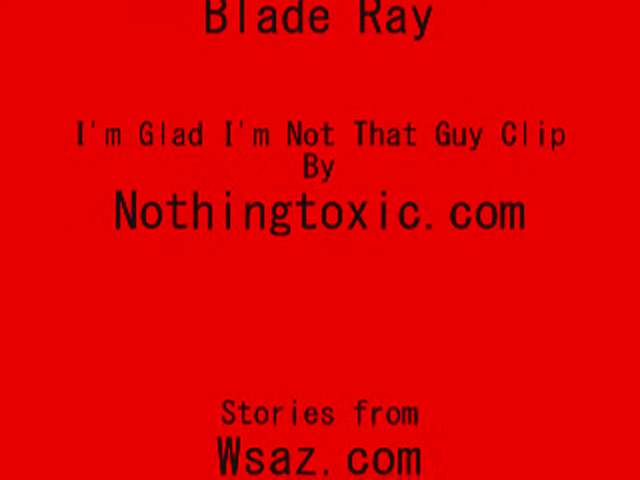 Blade Ray
I'm Glad I'm Not That Guy Clip
By
Nothingtoxic.com
Stories from
Wsaz.com